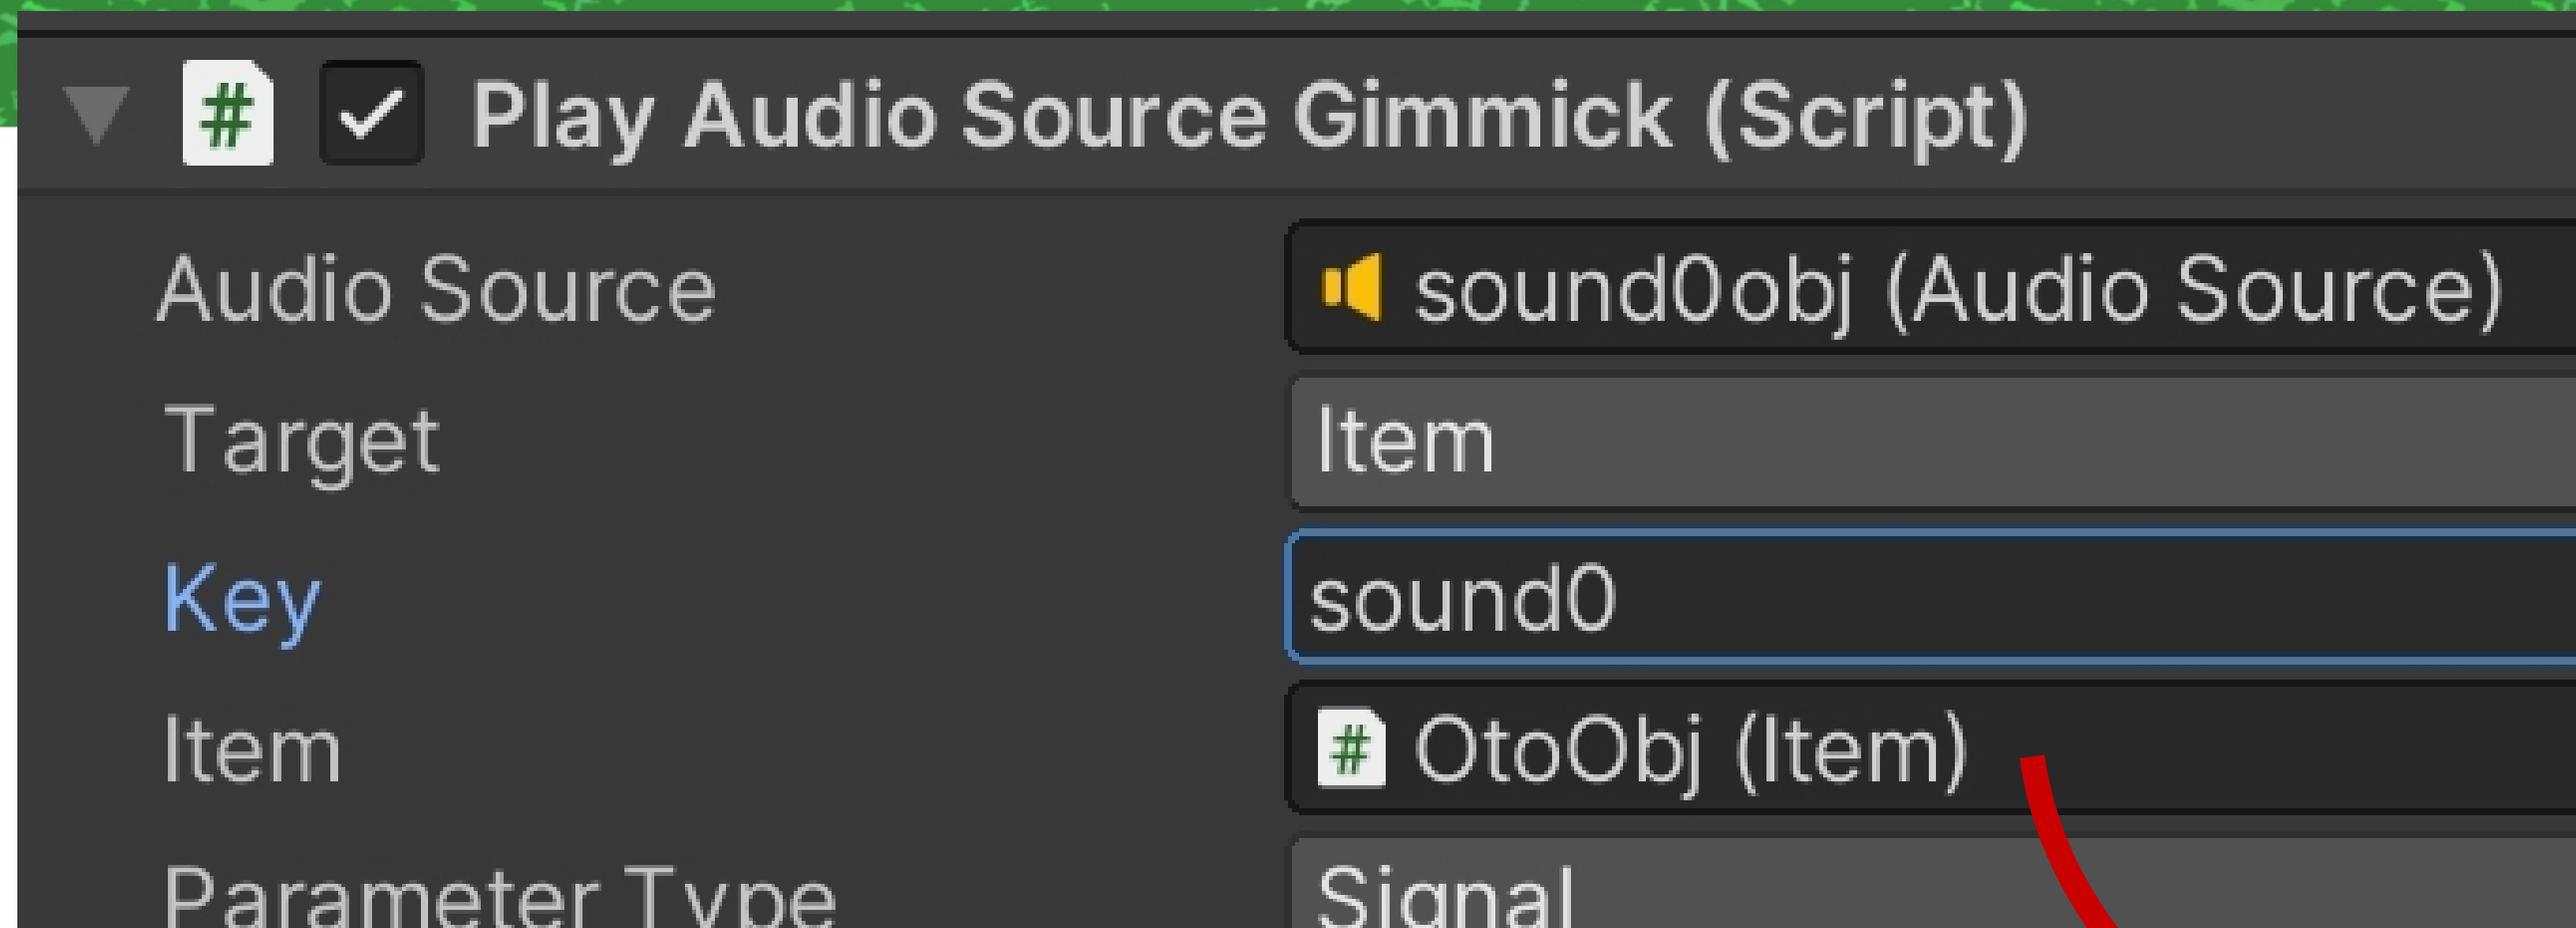 # Play Audio Source Gimmick (Script)
Audio Source sound0obj (Audio Source)
Target Item
Key sound0
Item # OtoObj (Item)
Parameter Type Signal